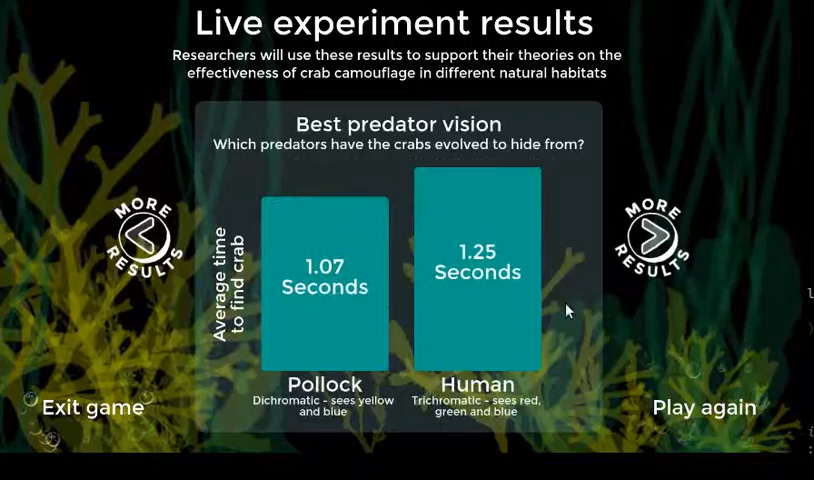 Live experiment results
Researchers will use these results to support their theories on the
effectiveness of crab camouflage in different natural habitats
Best predator vision
Which predators have the crabs evolved to hide from?
MORE
RESULTS
Average time
to find crab
1.07
Seconds
1.25
Seconds
MORE
RESULTS
Pollock
Dichromatic - sees yellow
and blue
Human
Trichromatic - sees red,
green and blue
Exit game
Play again